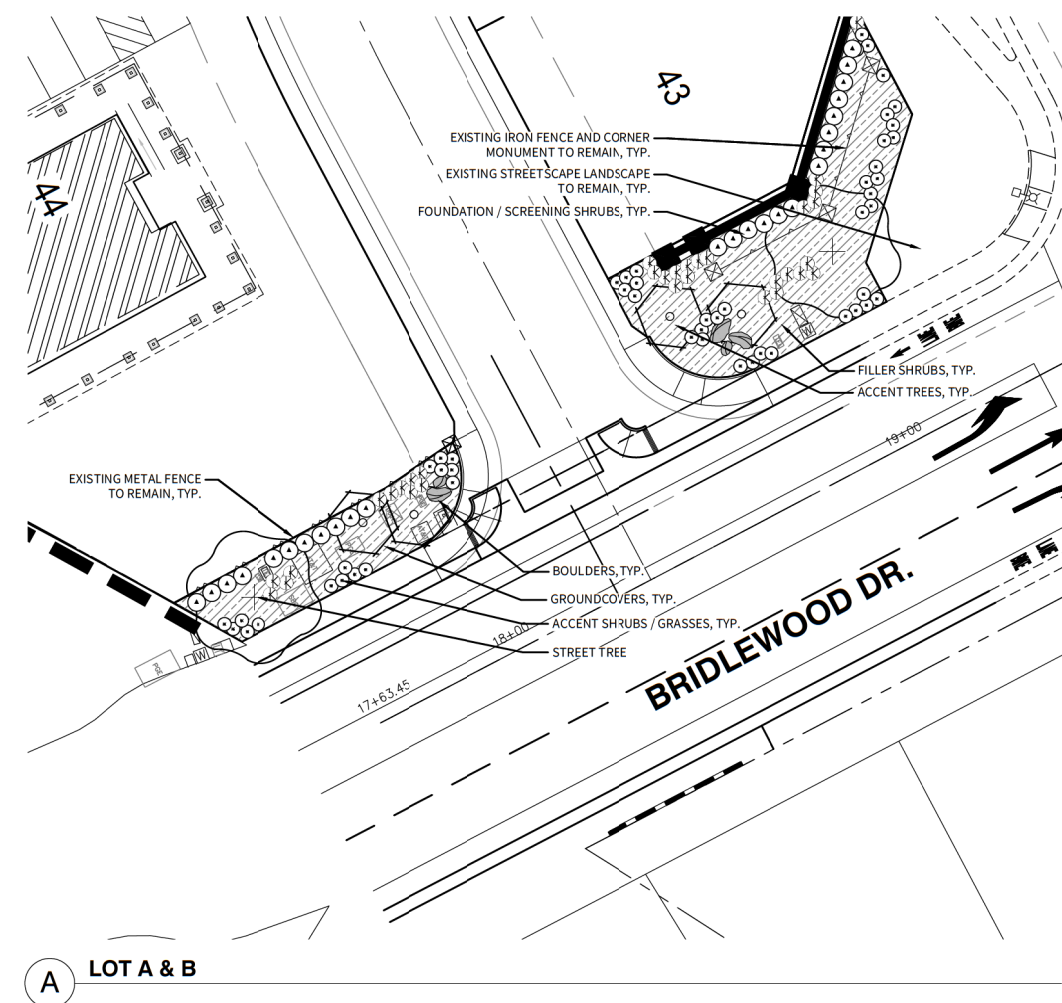 43
EXISTING IRON FENCE AND CORNER
MONUMENT TO REMAIN, TYP.
EXISTING STREETSCAPE LANDSCAPE
TO REMAIN, TYP.
FOUNDATION / SCREENING SHRUBS, TYP.
44
W
FILLER SHRUBS, TYP.
ACCENT TREES, TYP.
19+00
EXISTING METAL FENCE
TO REMAIN, TYP.
BOULDERS, TYP.
GROUNDCOVERS, TYP.
ACCENT SHRUBS / GRASSES, TYP.
STREET TREE
18+00
W
17+63.45
BRIDLEWOOD DR.
A
LOT A & B